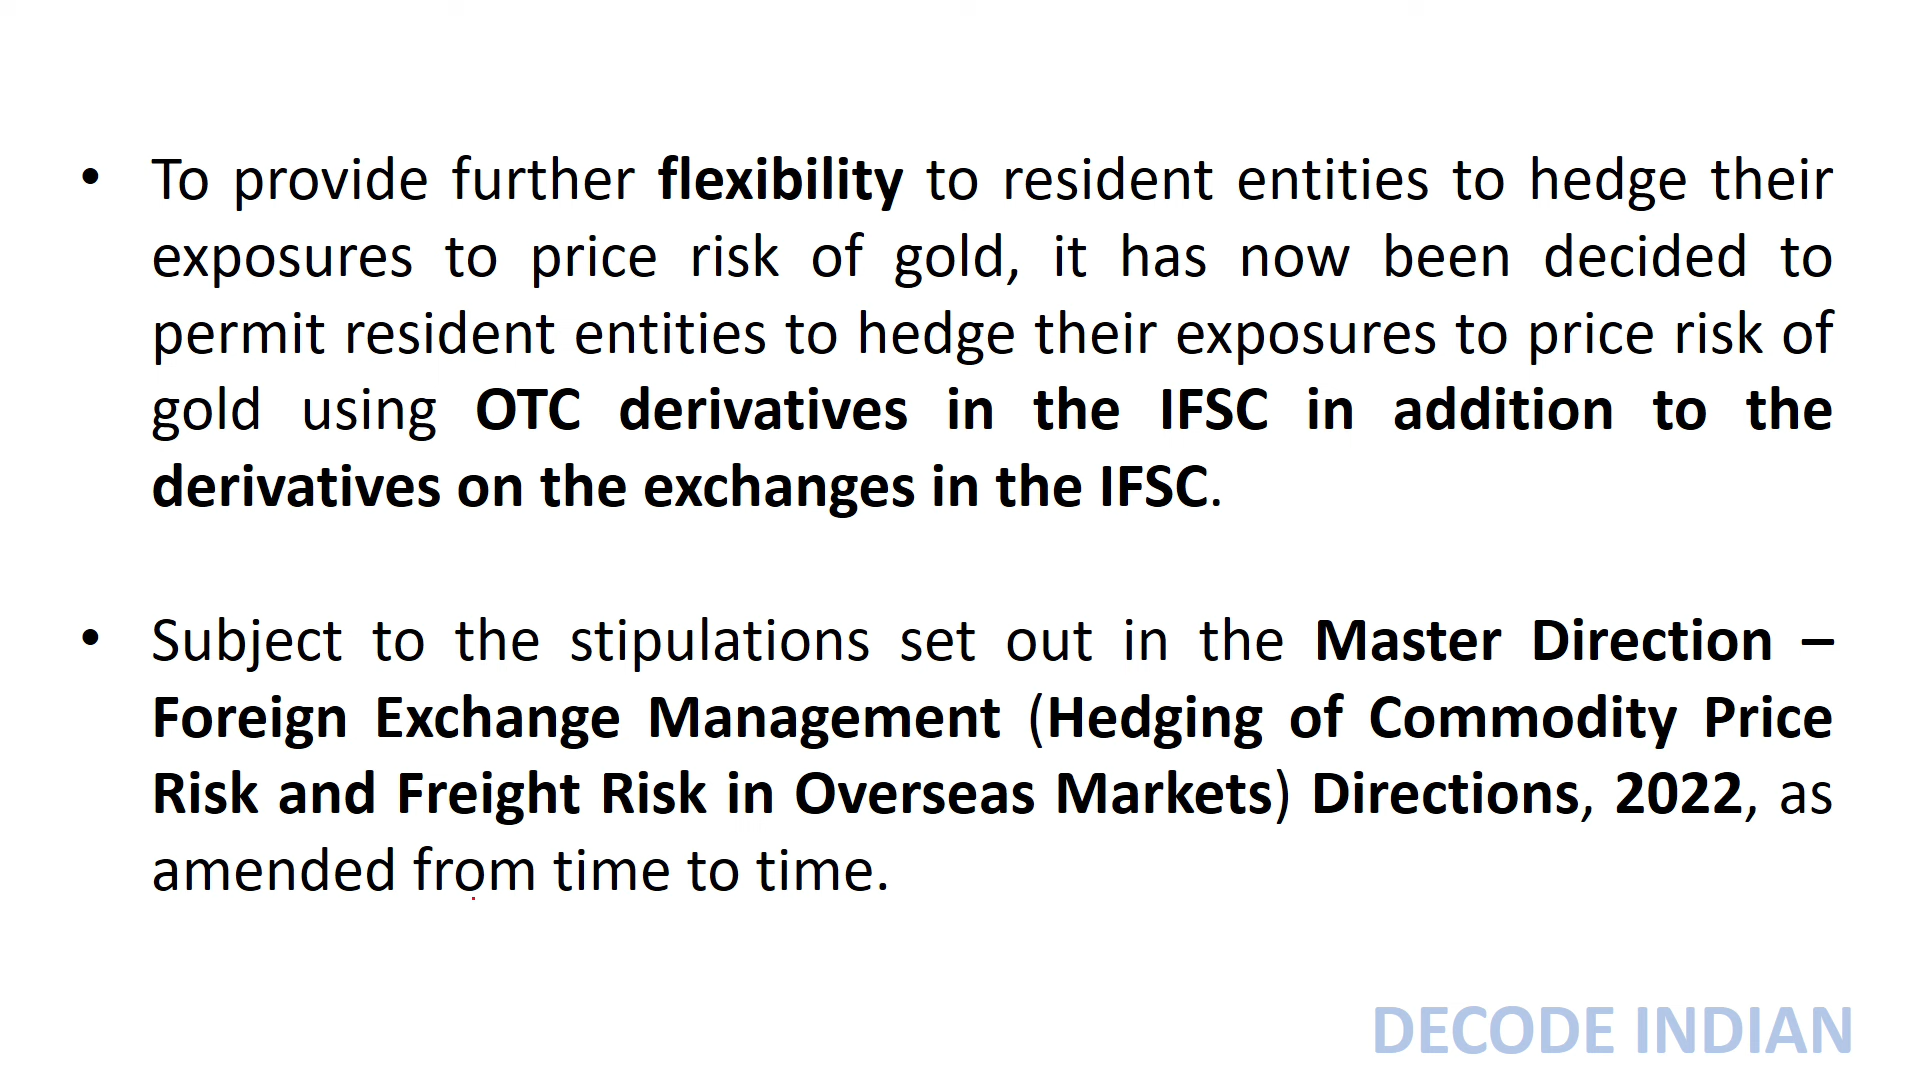 • To provide further flexibility to resident entities to hedge their
exposures to price risk of gold, it has now been decided to
permit resident entities to hedge their exposures to price risk of
gold using OTC derivatives in the IFSC in addition to the
derivatives on the exchanges in the IFSC.
• Subject to the stipulations set out in the Master Direction –
Foreign Exchange Management (Hedging of Commodity Price
Risk and Freight Risk in Overseas Markets) Directions, 2022, as
amended from time to time.
DECODE INDIAN